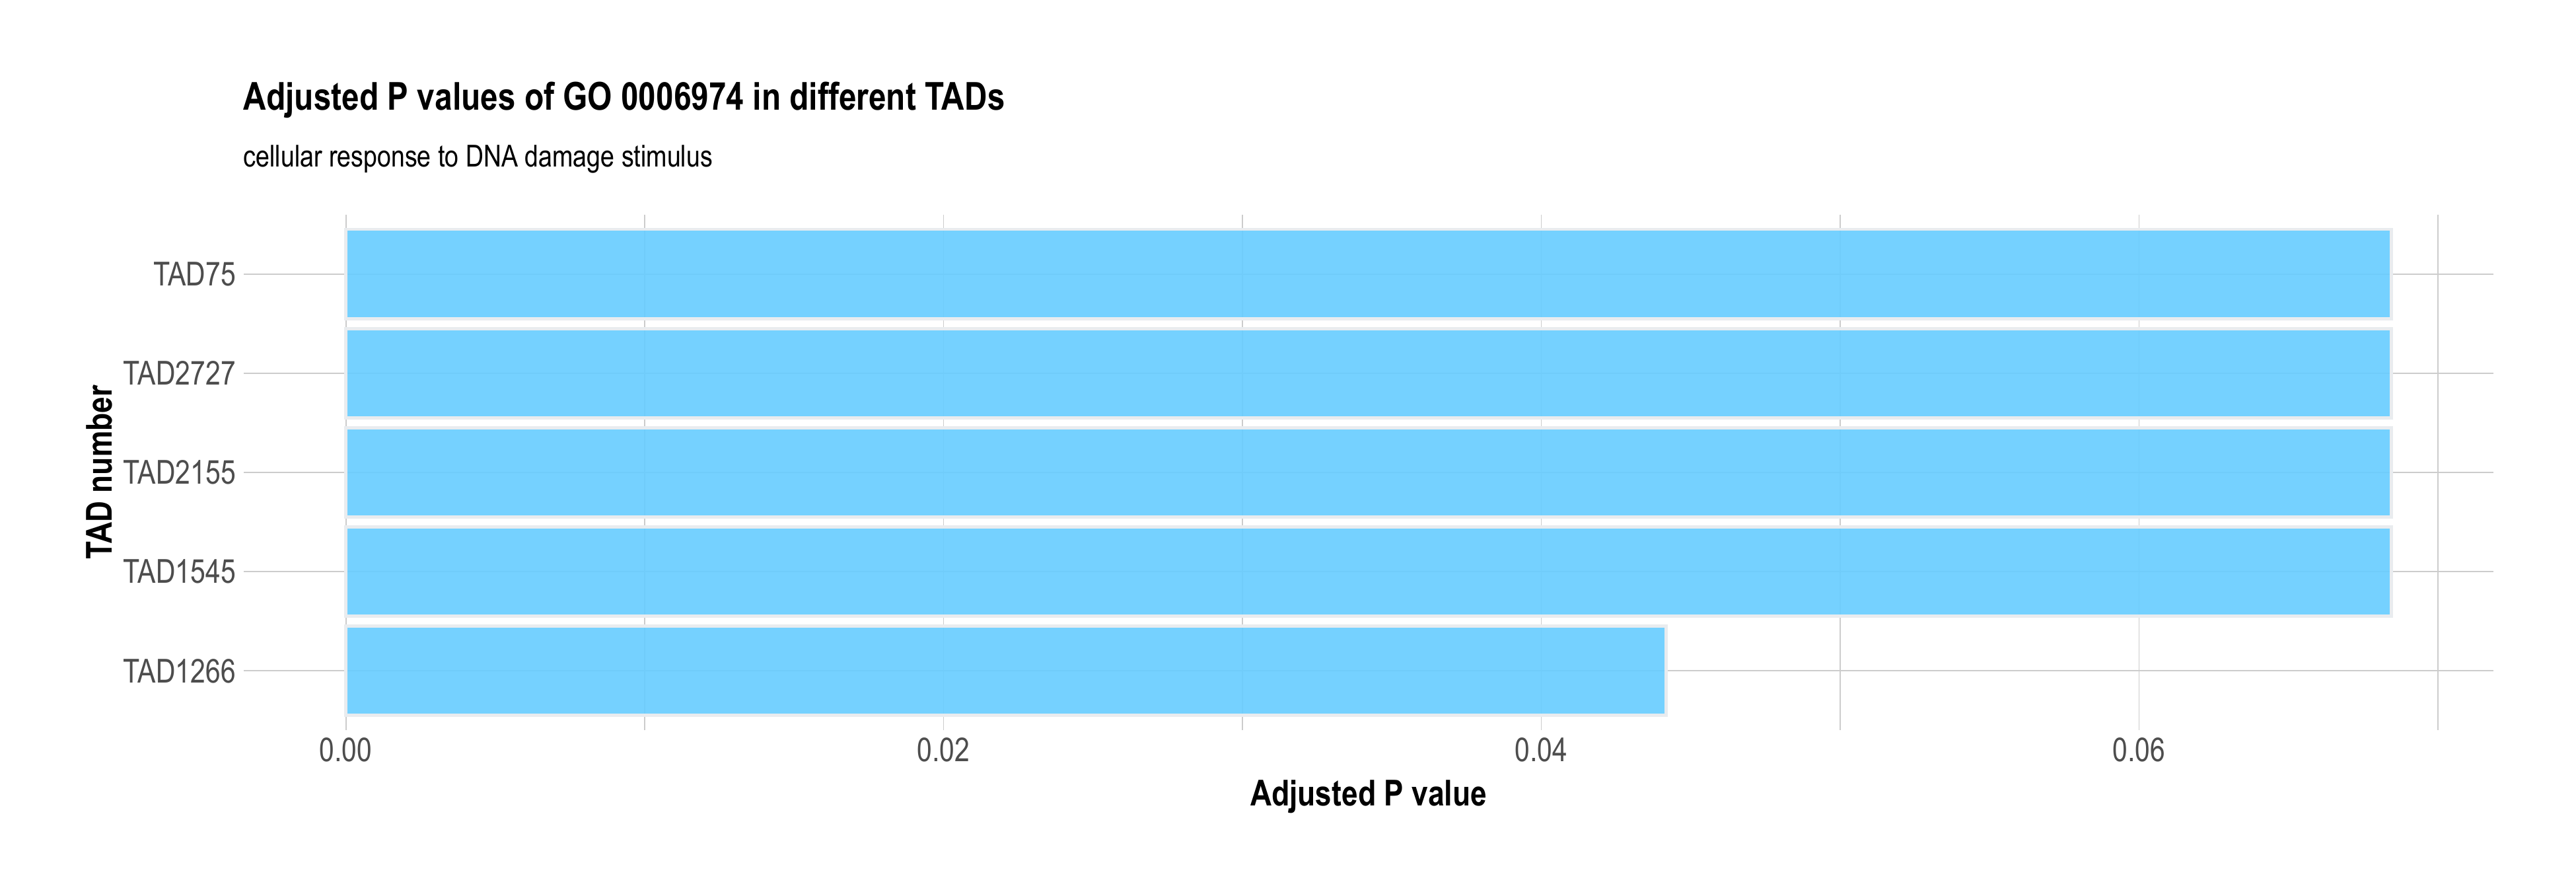 Adjusted P values of GO 0006974 in different TADs
cellular response to DNA damage stimulus
TAD number
TAD75
TAD2727
TAD2155
TAD1545
TAD1266
0.00 0.02 0.04 0.06
Adjusted P value